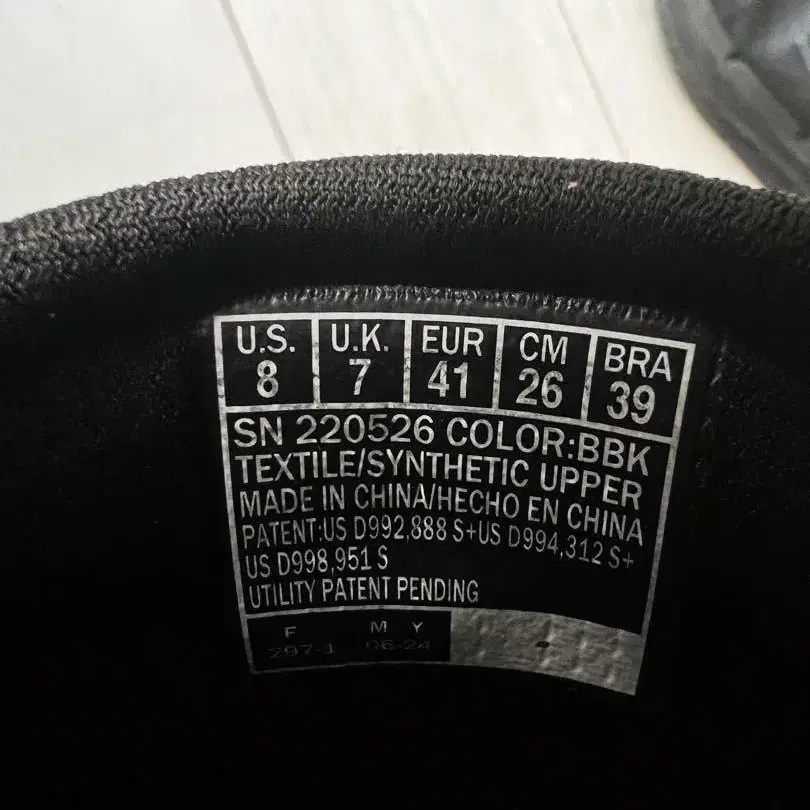 U.S. U.K. EUR CM BRA
8 7 41 26 39
SN 220526 COLOR:BBK
TEXTILE/SYNTHETIC UPPER
MADE IN CHINA/HECHO EN CHINA
PATENT:US D992,888 S+US D994,312 S+
US D998,951 S
UTILITY PATENT PENDING
F M Y
297-1 06-24